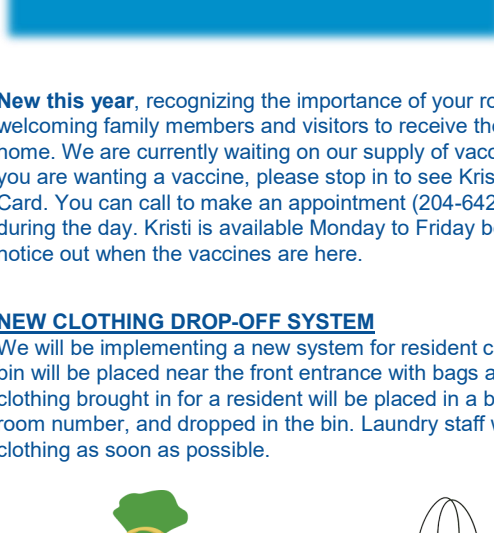 New this year, recognizing the importance of your
welcoming family members and visitors to receive
home. We are currently waiting on our supply of
you are wanting a vaccine, please stop in to see
Card. You can call to make an appointment (204-642
during the day. Kristi is available Monday to Friday
notice out when the vaccines are here.
NEW CLOTHING DROP-OFF SYSTEM
We will be implementing a new system for resident
bin will be placed near the front entrance with bags
clothing brought in for a resident will be placed in a
room number, and dropped in the bin. Laundry staff
clothing as soon as possible.